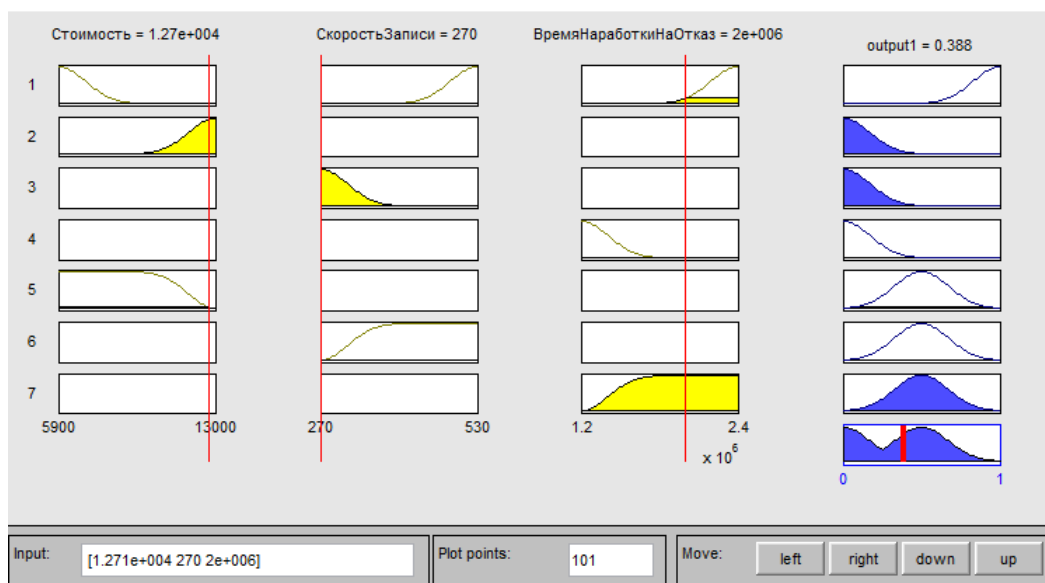 Стоимость = 1.27e+004
СкоростьЗаписи = 270
ВремяНаработкиНаОтказ = 2e+006
output1 = 0.388
1
2
3
4
5
6
7
5900 13000
270 530
1.2 2.4
x 10^6
0 1
Input:
[1.271e+004 270 2e+006]
Plot points:
101
Move:
left
right
down
up